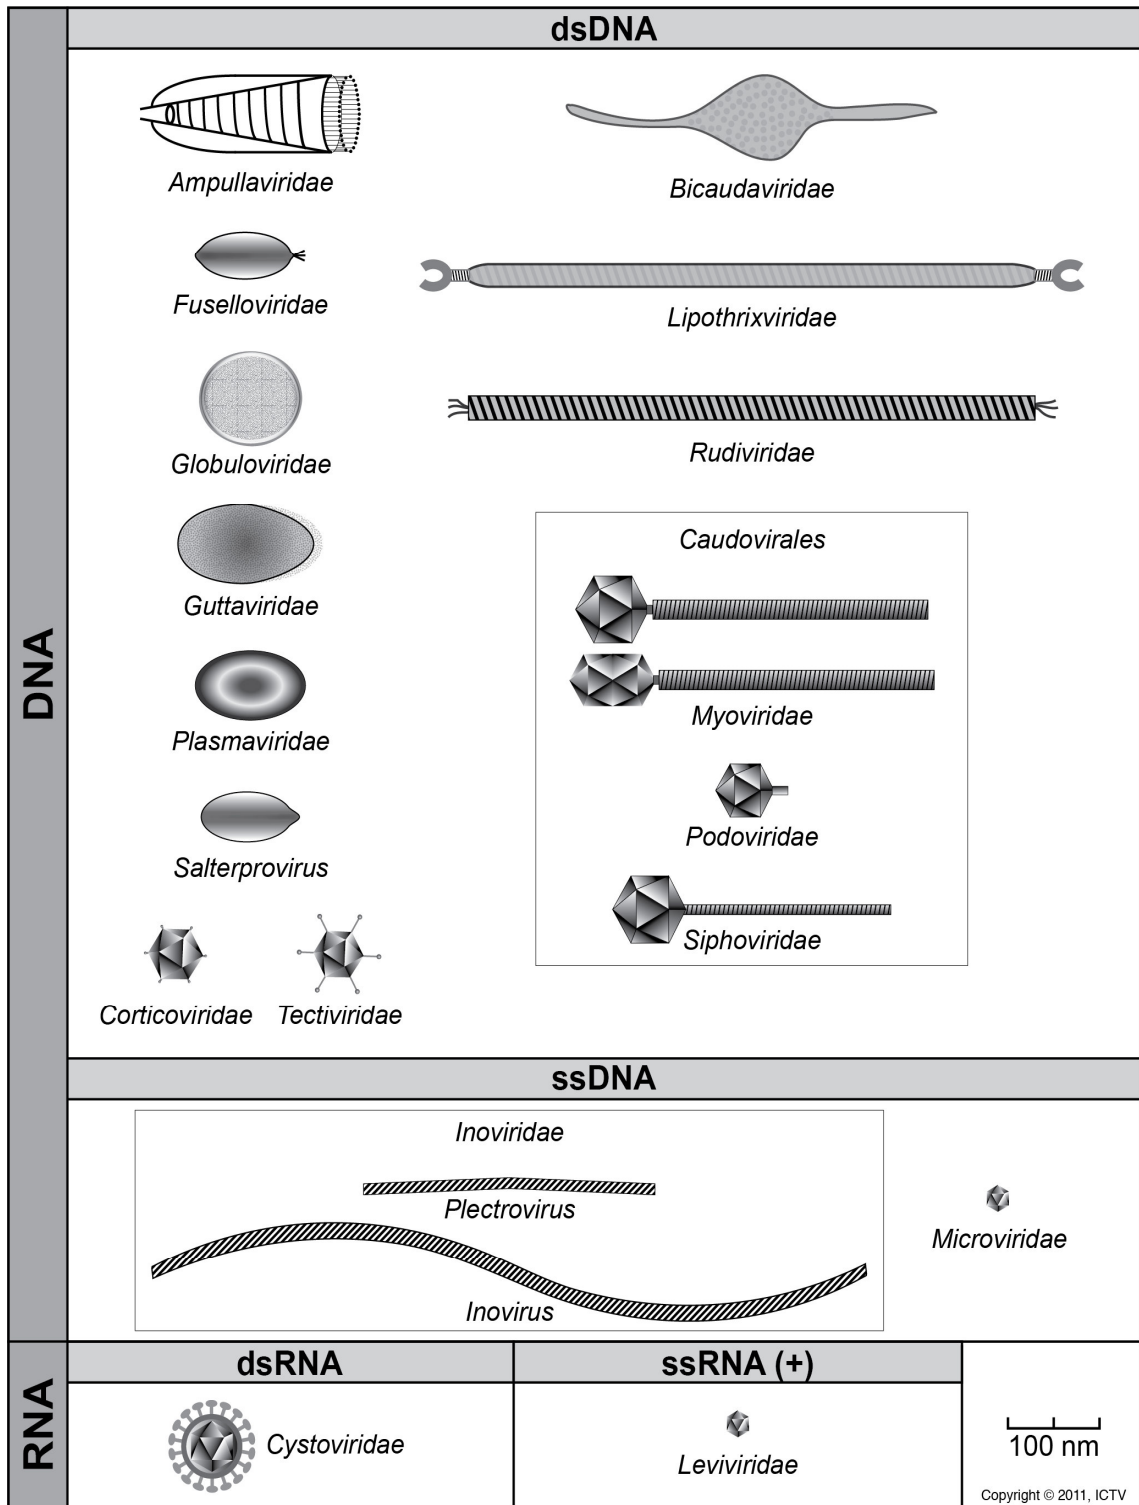 dsDNA
DNA
Ampullaviridae
Bicaudaviridae
Fuselloviridae
Lipothrixviridae
Globuloviridae
Rudiviridae
Guttaviridae
Caudovirales
Myoviridae
Plasmaviridae
Podoviridae
Salterprovirus
Siphoviridae
Corticoviridae
Tectiviridae
ssDNA
Inoviridae
Plectrovirus
Inovirus
Microviridae
RNA
dsRNA
ssRNA (+)
Cystoviridae
Leviviridae
100 nm
Copyright © 2011, ICTV